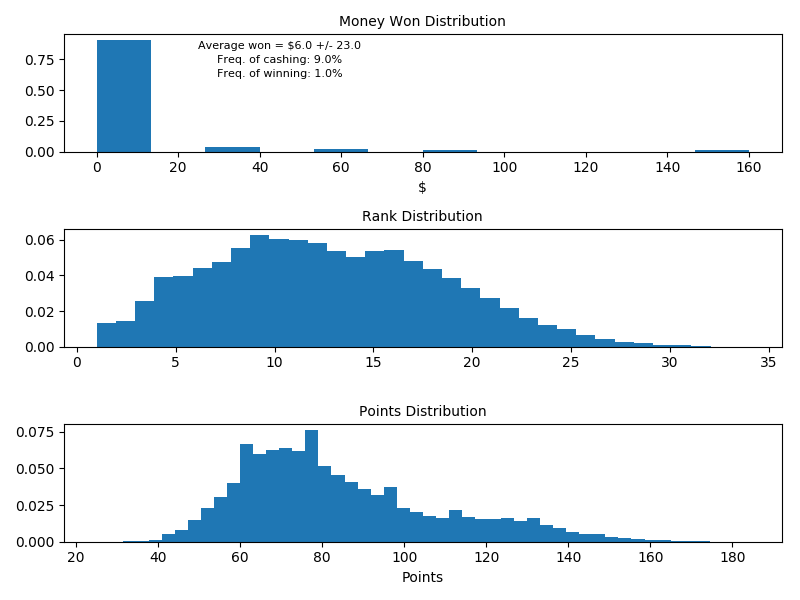 Money Won Distribution
Average won = $6.0 +/- 23.0
Freq. of cashing: 9.0%
Freq. of winning: 1.0%
0.75
0.50
0.25
0.00
0 20 40 60 80 100 120 140 160
$
Rank Distribution
0.06
0.04
0.02
0.00
0 5 10 15 20 25 30 35
Points Distribution
0.075
0.050
0.025
0.000
20 40 60 80 100 120 140 160 180
Points